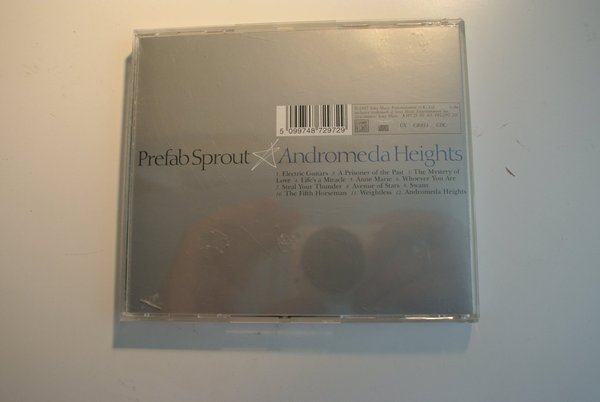 5 099748 729729
Prefab Sprout Andromeda Heights
1. Electric Guitars 2. A Prisoner of the Past 3. The Mystery of
Love 4. Life's a Miracle 5. Anne Marie 6. Whoever You Are
7. Steal Your Thunder 8. Avenue of Stars 9. Swans
10. The Fifth Horseman 11. Weightless 12. Andromeda Heights